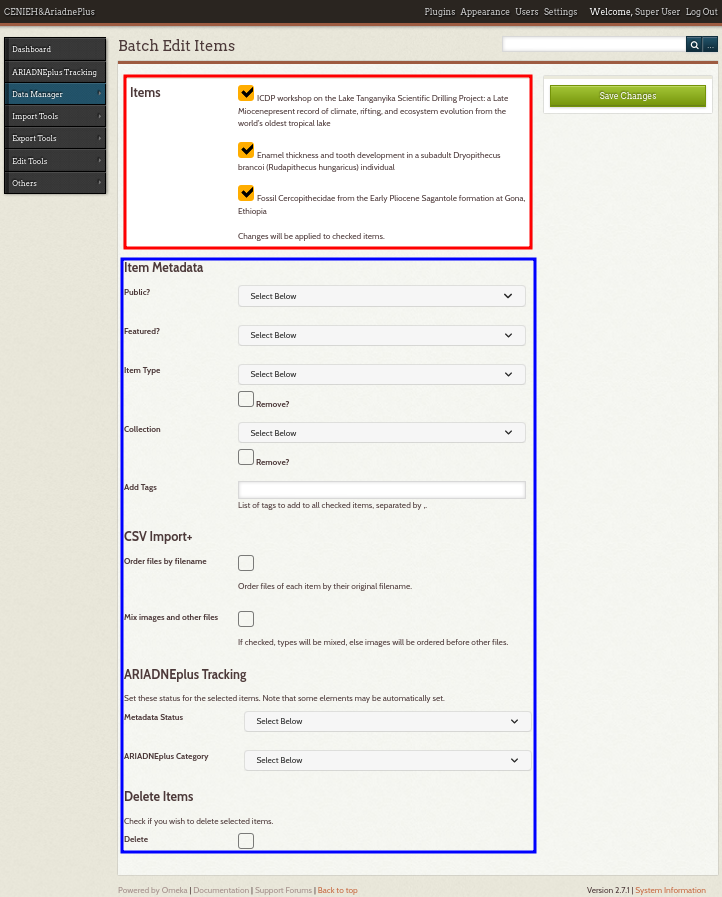 CENIEH&AriadnePlus
Plugins Appearance Users Settings Welcome, Super User Log Out
Dashboard
ARIADNEplus Tracking
Data Manager
Import Tools
Export Tools
Edit Tools
Others
Batch Edit Items
...
Save Changes
Items
ICDP workshop on the Lake Tanganyika Scientific Drilling Project: a Late
Miocenepresent record of climate, rifting, and ecosystem evolution from the
world's oldest tropical lake
Enamel thickness and tooth development in a subadult Dryopithecus
brancoi (Rudapithecus hungaricus) individual
Fossil Cercopithecidae from the Early Pliocene Sagantole formation at Gona,
Ethiopia
Changes will be applied to checked items.
Item Metadata
Public? Select Below
Featured? Select Below
Item Type Select Below
Remove?
Collection Select Below
Remove?
Add Tags
List of tags to add to all checked items, separated by ,.
CSV Import+
Order files by filename
Order files of each item by their original filename.
Mix images and other files
If checked, types will be mixed, else images will be ordered before other files.
ARIADNEplus Tracking
Set these status for the selected items. Note that some elements may be automatically set.
Metadata Status Select Below
ARIADNEplus Category Select Below
Delete Items
Check if you wish to delete selected items.
Delete
Powered by Omeka | Documentation | Support Forums | Back to top
Version 2.7.1 | System Information